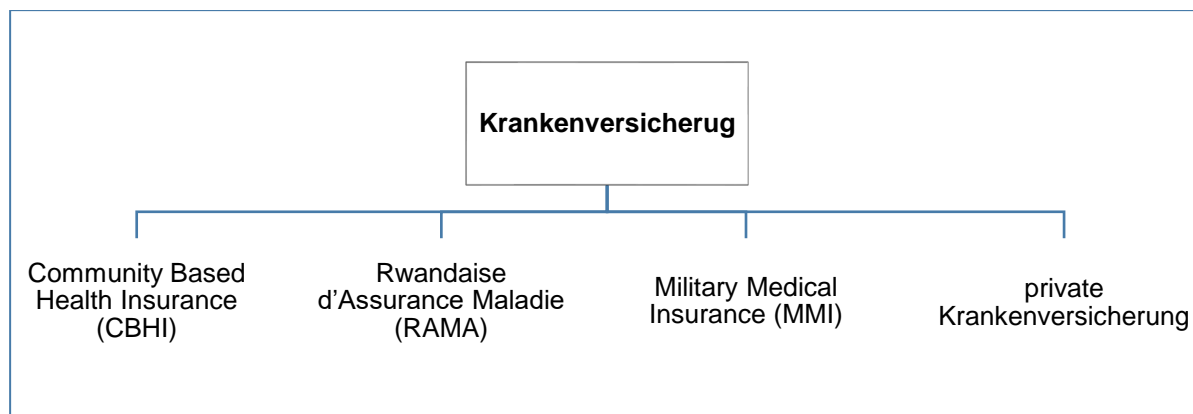 Krankenversicherug
Community Based
Health Insurance
(CBHI)
Rwandaise
d’Assurance Maladie
(RAMA)
Military Medical
Insurance (MMI)
private
Krankenversicherung